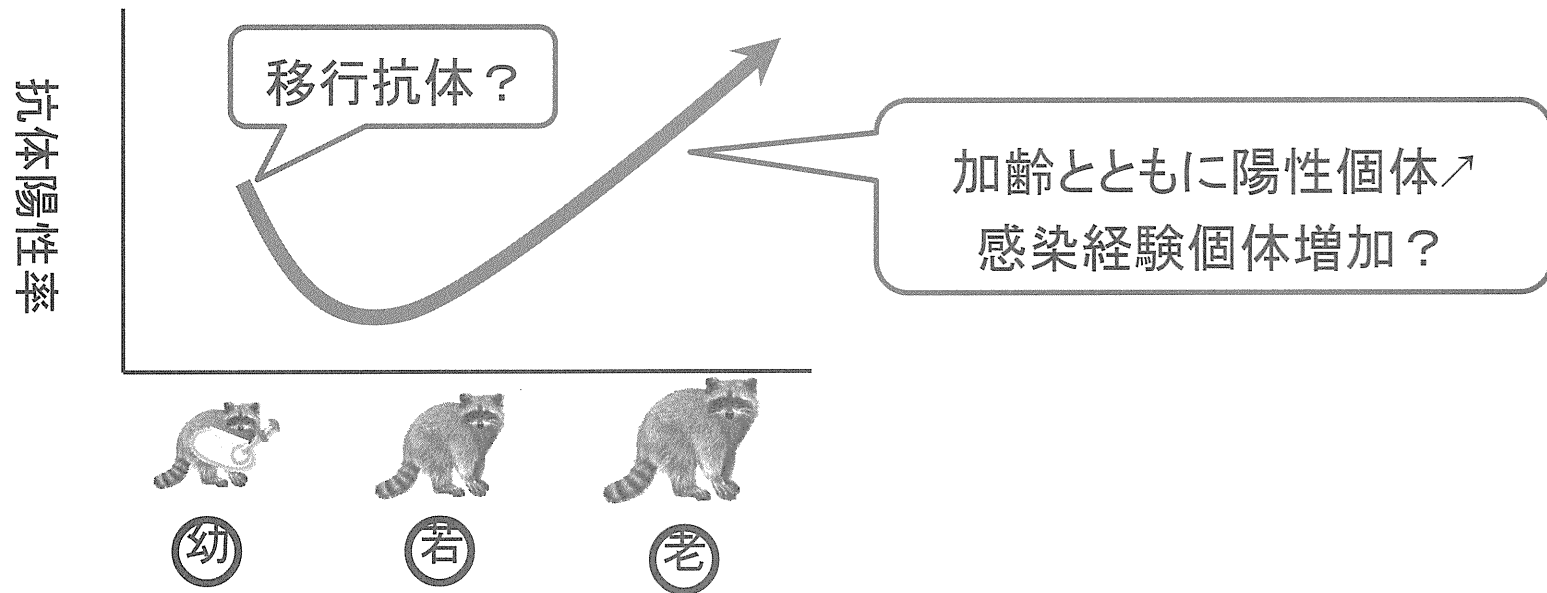 抗体陽性率
移行抗体？
加齢とともに陽性個体↗
感染経験個体増加？
幼
若
老